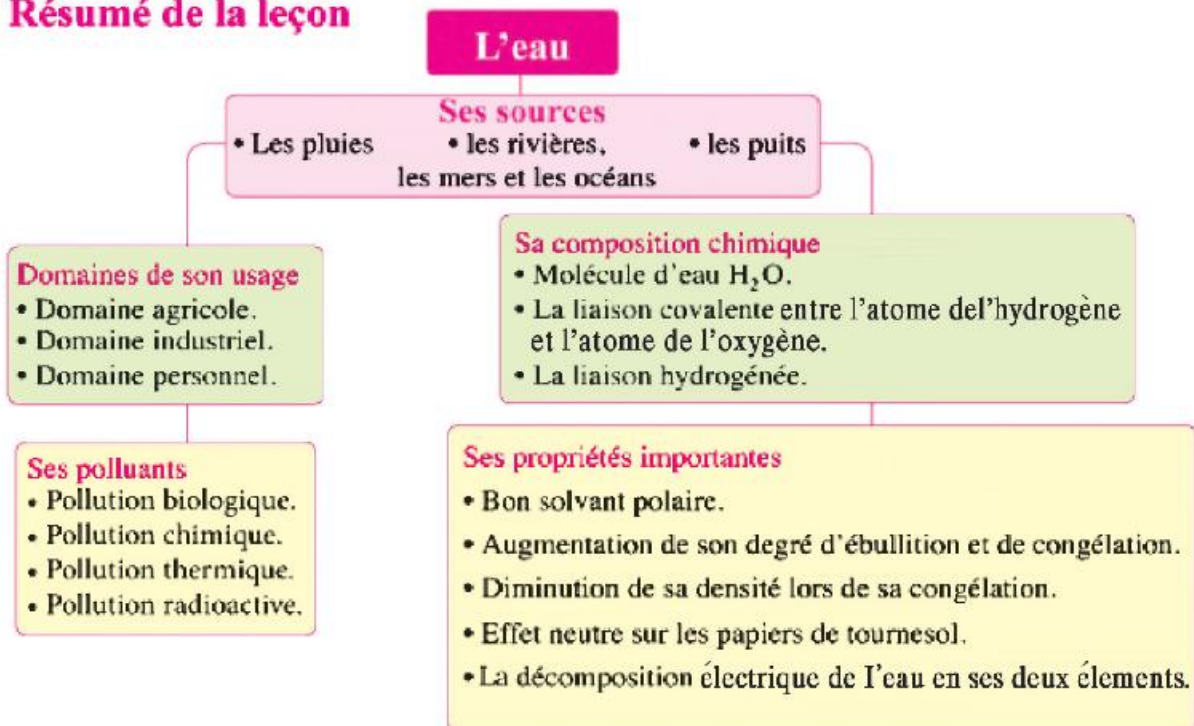 Résumé de la leçon
L'eau
Ses sources
• Les pluies • les rivières, • les puits
les mers et les océans
Domaines de son usage
• Domaine agricole.
• Domaine industriel.
• Domaine personnel.
Sa composition chimique
• Molécule d'eau H₂O.
• La liaison covalente entre l'atome del'hydrogène
et l'atome de l'oxygène.
• La liaison hydrogénée.
Ses polluants
• Pollution biologique.
• Pollution chimique.
• Pollution thermique.
• Pollution radioactive.
Ses propriétés importantes
• Bon solvant polaire.
• Augmentation de son degré d'ébullition et de congélation.
• Diminution de sa densité lors de sa congélation.
• Effet neutre sur les papiers de tournesol.
• La décomposition électrique de I'eau en ses deux élements.